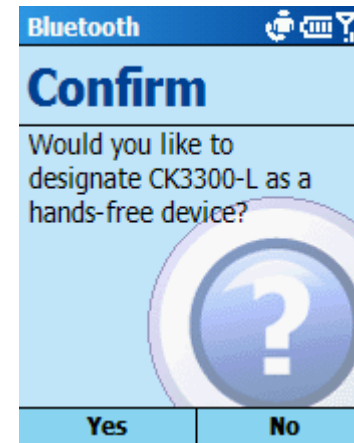 Bluetooth
Confirm
Would you like to
designate CK3300-L as a
hands-free device?
Yes No